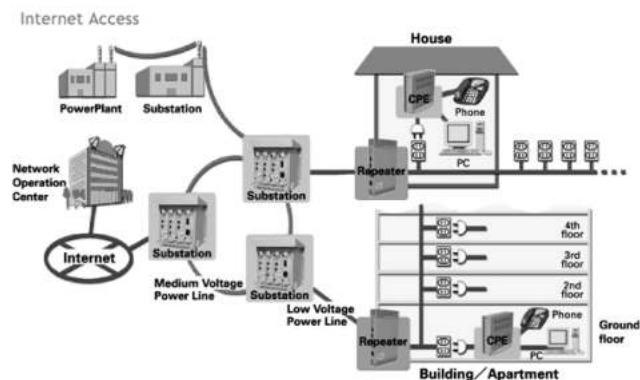 Internet Access
House
PowerPlant
Substation
CPE
Phone
PC
Network
Operation
Center
Substation
Repeater
Internet
Substation
Medium Voltage
Power Line
Substation
Low Voltage
Power Line
4th
floor
3rd
floor
2nd
floor
Repeater
CPE
Phone
PC
Ground
floor
Building/Apartment